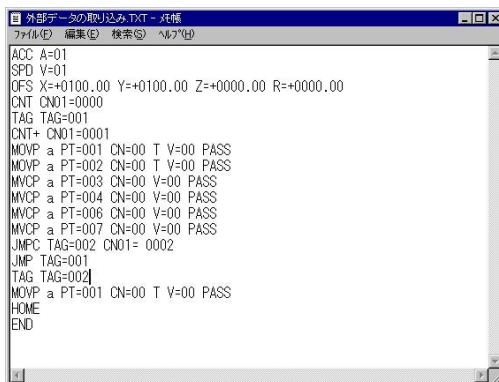 外部データの取り込み.TXT - メモ帳
ファイル(F) 編集(E) 検索(S) ヘルプ(H)
ACC A=01
SPD V=01
OFS X=+0100.00 Y=+0100.00 Z=+0000.00 R=+0000.00
CNT CN01=0000
TAG TAG=001
CNT+ CN01=0001
MOVP a PT=001 CN=00 T V=00 PASS
MOVP a PT=002 CN=00 T V=00 PASS
MVCP a PT=003 CN=00 V=00 PASS
MVCP a PT=004 CN=00 V=00 PASS
MVCP a PT=006 CN=00 V=00 PASS
MVCP a PT=007 CN=00 V=00 PASS
JMPC TAG=002 CN01= 0002
JMP TAG=001
TAG TAG=002
MOVP a PT=001 CN=00 T V=00 PASS
HOME
END